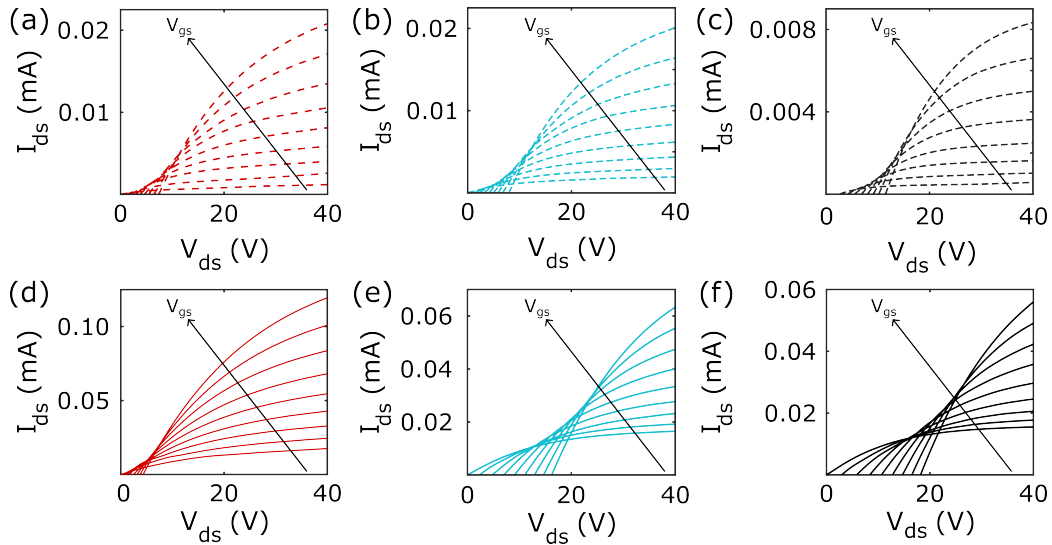 (a)
V_gs
I_ds (mA)
0.02
0.01
0
20
40
V_ds (V)
(b)
V_gs
I_ds (mA)
0.02
0.01
0
20
40
V_ds (V)
(c)
V_gs
I_ds (mA)
0.008
0.004
0
20
40
V_ds (V)
(d)
V_gs
I_ds (mA)
0.10
0.05
0
20
40
V_ds (V)
(e)
V_gs
I_ds (mA)
0.06
0.04
0.02
0
20
40
V_ds (V)
(f)
V_gs
I_ds (mA)
0.06
0.04
0.02
0
20
40
V_ds (V)